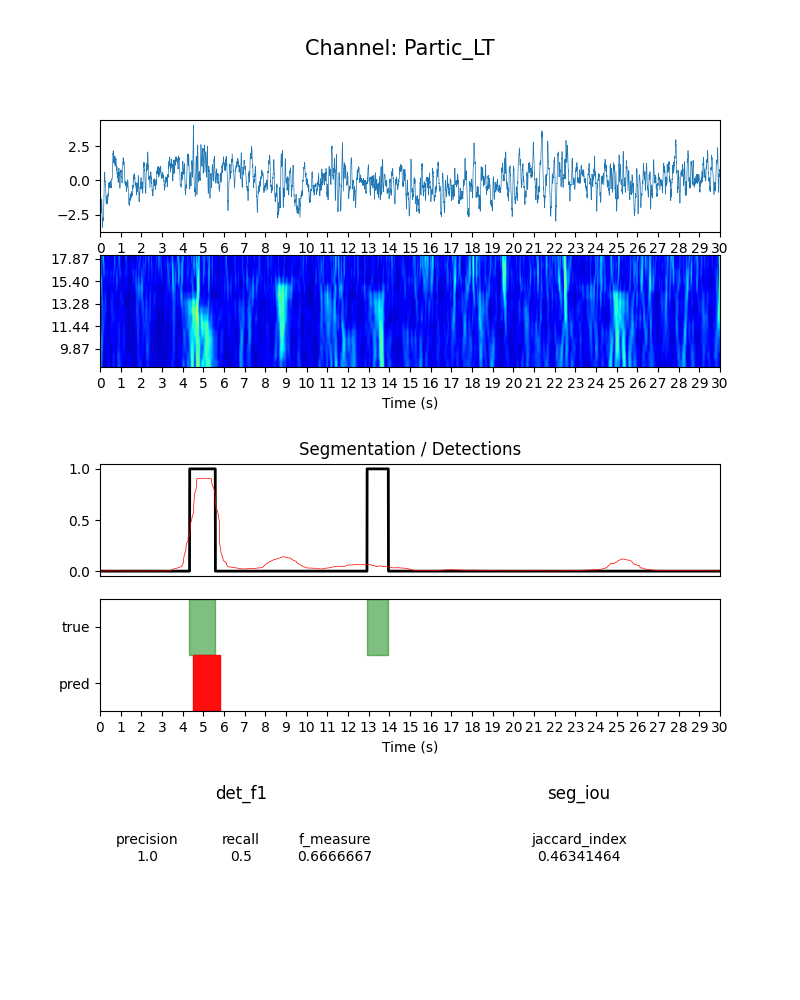 Channel: Partic_LT
2.5
0.0
−2.5
0 1 2 3 4 5 6 7 8 9 10 11 12 13 14 15 16 17 18 19 20 21 22 23 24 25 26 27 28 29 30
17.87
15.40
13.28
11.44
9.87
0 1 2 3 4 5 6 7 8 9 10 11 12 13 14 15 16 17 18 19 20 21 22 23 24 25 26 27 28 29 30
Time (s)
Segmentation / Detections
1.0
0.5
0.0
true
pred
0 1 2 3 4 5 6 7 8 9 10 11 12 13 14 15 16 17 18 19 20 21 22 23 24 25 26 27 28 29 30
Time (s)
det_f1 seg_iou
precision recall f_measure jaccard_index
1.0 0.5 0.6666667 0.46341464